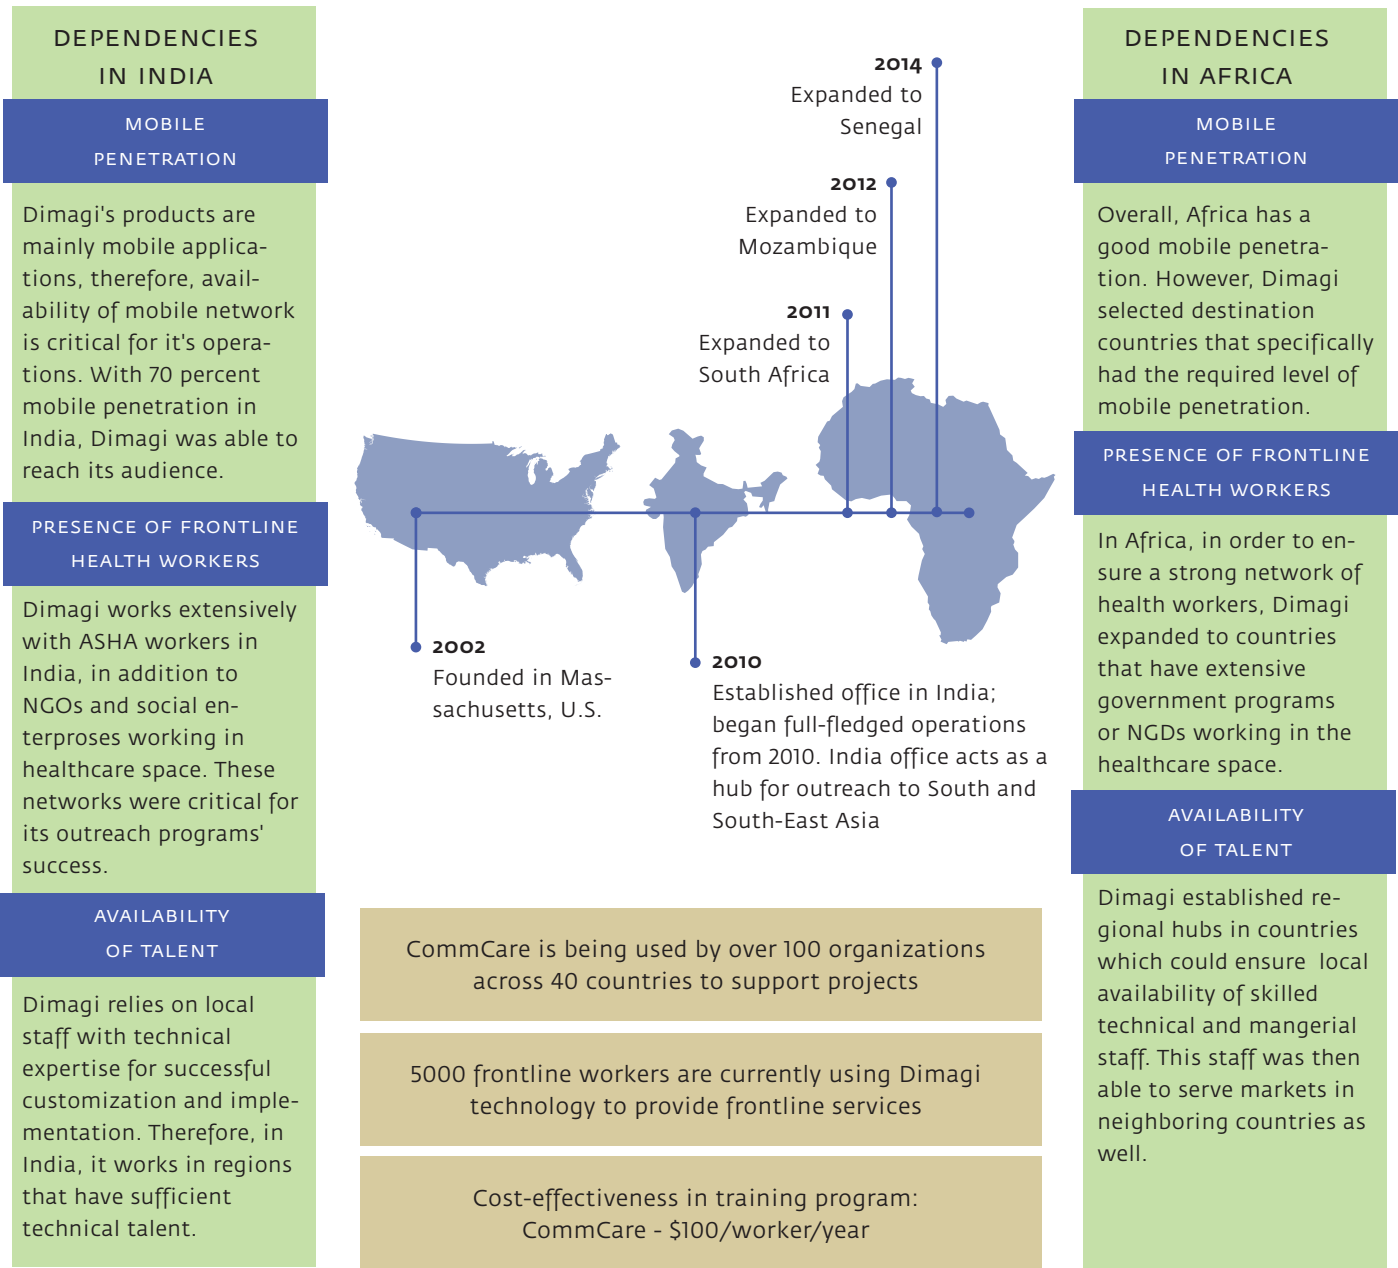 DEPENDENCIES
IN INDIA
MOBILE
PENETRATION
Dimagi's products are
mainly mobile applica-
tions, therefore, avail-
ability of mobile network
is critical for it's opera-
tions. With 70 percent
mobile penetration in
India, Dimagi was able to
reach its audience.
PRESENCE OF FRONTLINE
HEALTH WORKERS
Dimagi works extensively
with ASHA workers in
India, in addition to
NGOs and social en-
terproses working in
healthcare space. These
networks were critical for
its outreach programs'
success.
AVAILABILITY
OF TALENT
Dimagi relies on local
staff with technical
expertise for successful
customization and imple-
mentation. Therefore, in
India, it works in regions
that have sufficient
technical talent.
2014
Expanded to
Senegal
2012
Expanded to
Mozambique
2011
Expanded to
South Africa
2002
Founded in Mas-
sachusetts, U.S.
2010
Established office in India;
began full-fledged operations
from 2010. India office acts as a
hub for outreach to South and
South-East Asia
CommCare is being used by over 100 organizations
across 40 countries to support projects
5000 frontline workers are currently using Dimagi
technology to provide frontline services
Cost-effectiveness in training program:
CommCare - $100/worker/year
DEPENDENCIES
IN AFRICA
MOBILE
PENETRATION
Overall, Africa has a
good mobile penetra-
tion. However, Dimagi
selected destination
countries that specifically
had the required level of
mobile penetration.
PRESENCE OF FRONTLINE
HEALTH WORKERS
In Africa, in order to en-
sure a strong network of
health workers, Dimagi
expanded to countries
that have extensive
government programs
or NGDs working in the
healthcare space.
AVAILABILITY
OF TALENT
Dimagi established re-
gional hubs in countries
which could ensure  local
availability of skilled
technical and mangerial
staff. This staff was then
able to serve markets in
neighboring countries as
well.